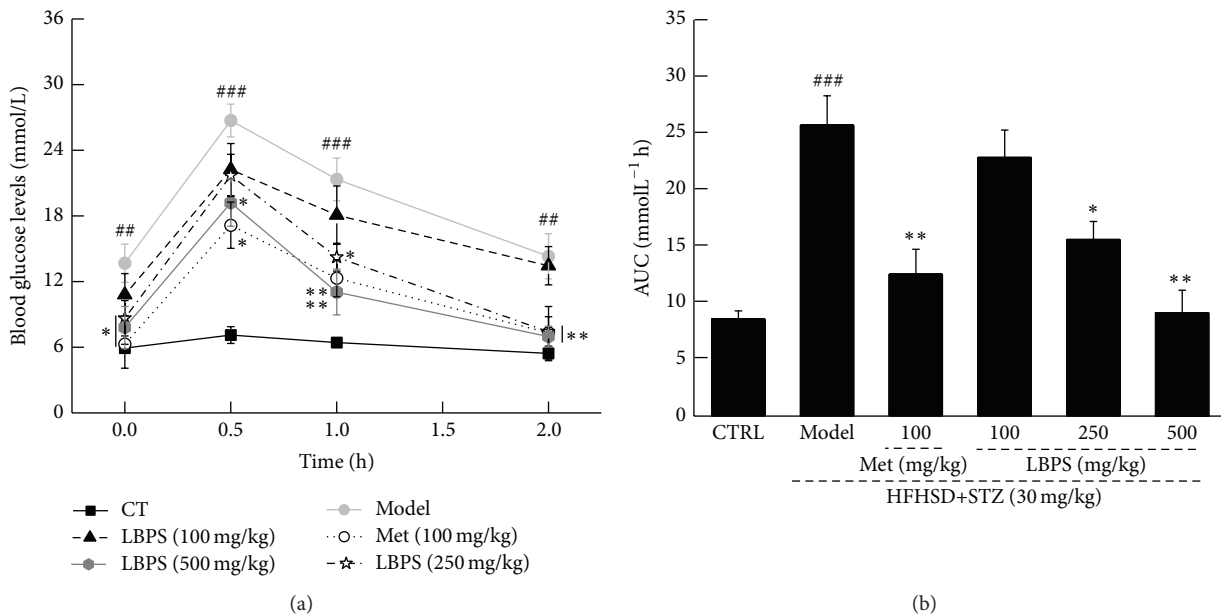 36
30
24
18
12
6
0
Blood glucose levels (mmol/L)
##
###
###
##
*
*
*
*
**
**
**
0.0 0.5 1.0 1.5 2.0
Time (h)
CT
LBPS (100 mg/kg)
LBPS (500 mg/kg)
Model
Met (100 mg/kg)
LBPS (250 mg/kg)
(a)
35
30
25
20
15
10
5
0
AUC (mmolL⁻¹ h)
###
**
*
**
CTRL Model 100 100 250 500
Met (mg/kg) LBPS (mg/kg)
HFHSD+STZ (30 mg/kg)
(b)